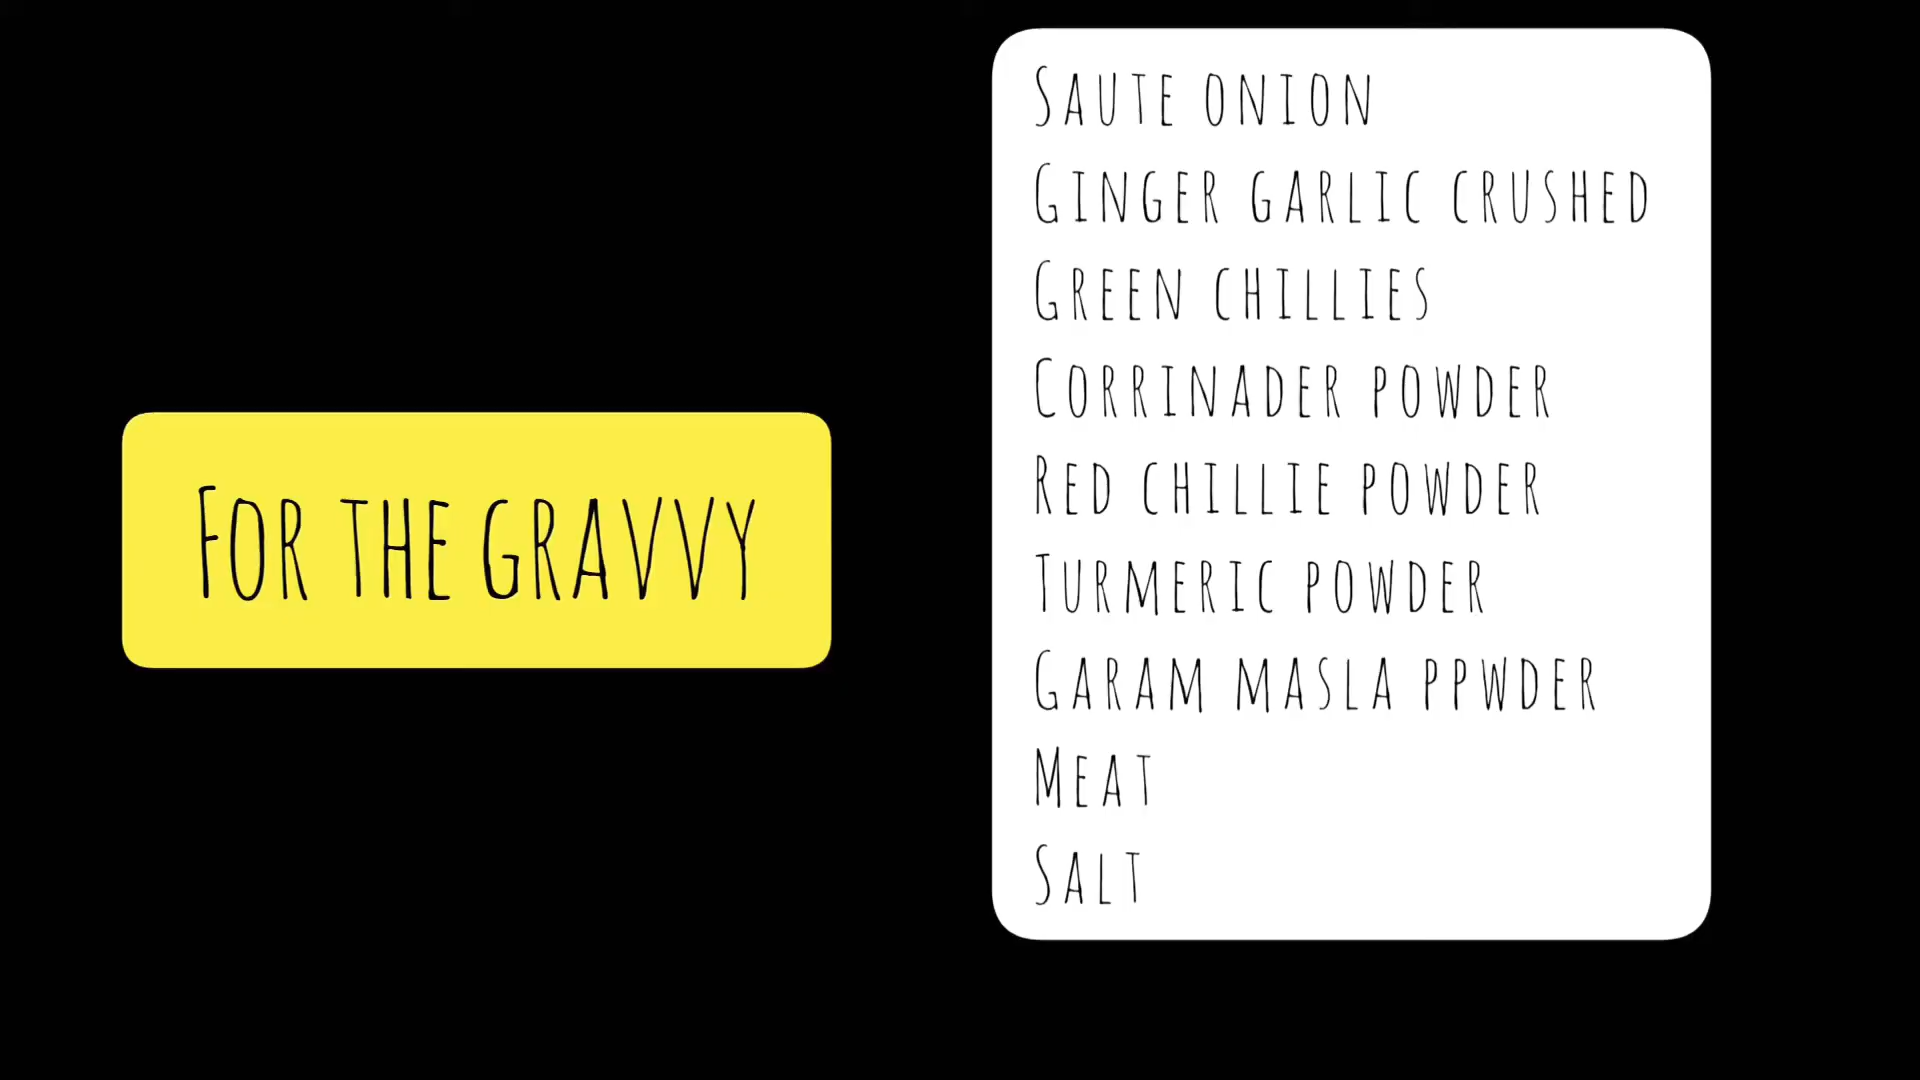 For the gravvy
Saute onion
Ginger garlic crushed
Green chillies
Corrinader powder
Red chillie powder
Turmeric powder
Garam masla ppwder
Meat
Salt